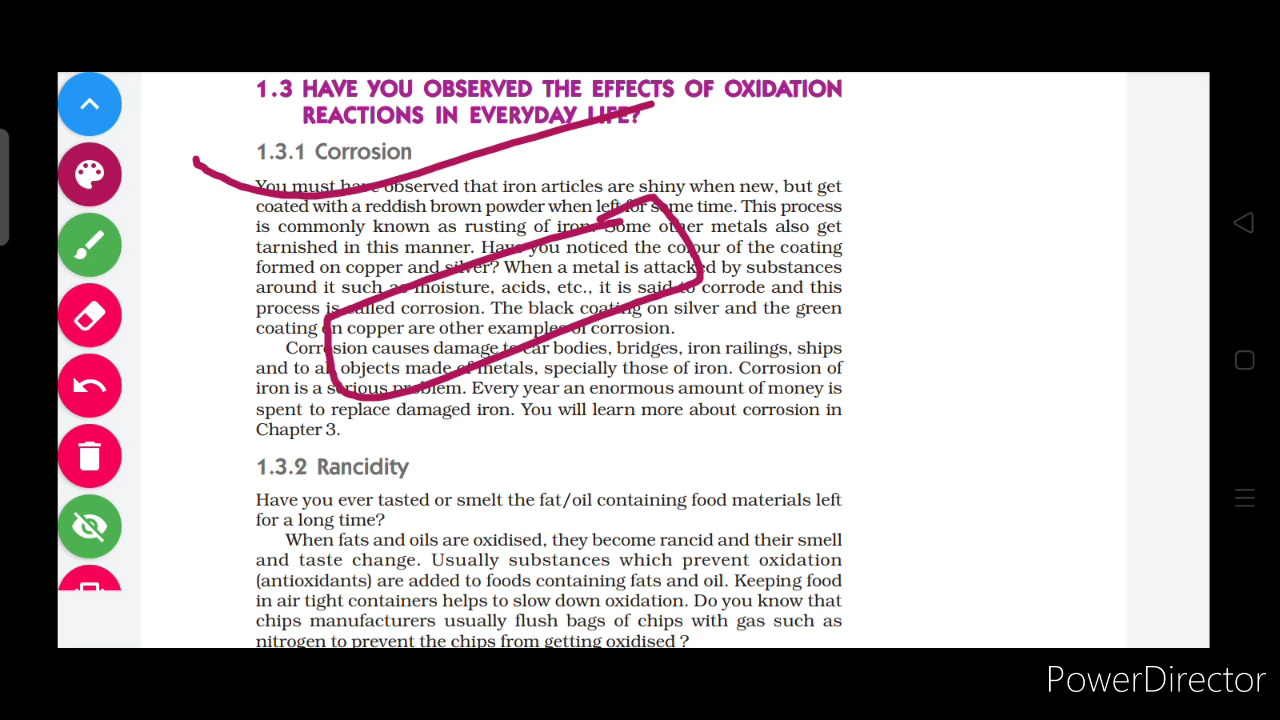 1.3 HAVE YOU OBSERVED THE EFFECTS OF OXIDATION
REACTIONS IN EVERYDAY LIFE?
1.3.1 Corrosion
You must have observed that iron articles are shiny when new, but get
coated with a reddish brown powder when left for some time. This process
is commonly known as rusting of iron. Some other metals also get
tarnished in this manner. Have you noticed the colour of the coating
formed on copper and silver? When a metal is attacked by substances
around it such as moisture, acids, etc., it is said to corrode and this
process is called corrosion. The black coating on silver and the green
coating on copper are other examples of corrosion.
Corrosion causes damage to car bodies, bridges, iron railings, ships
and to all objects made of metals, specially those of iron. Corrosion of
iron is a serious problem. Every year an enormous amount of money is
spent to replace damaged iron. You will learn more about corrosion in
Chapter 3.
1.3.2 Rancidity
Have you ever tasted or smelt the fat/oil containing food materials left
for a long time?
When fats and oils are oxidised, they become rancid and their smell
and taste change. Usually substances which prevent oxidation
(antioxidants) are added to foods containing fats and oil. Keeping food
in air tight containers helps to slow down oxidation. Do you know that
chips manufacturers usually flush bags of chips with gas such as
nitrogen to prevent the chips from getting oxidised ?
PowerDirector